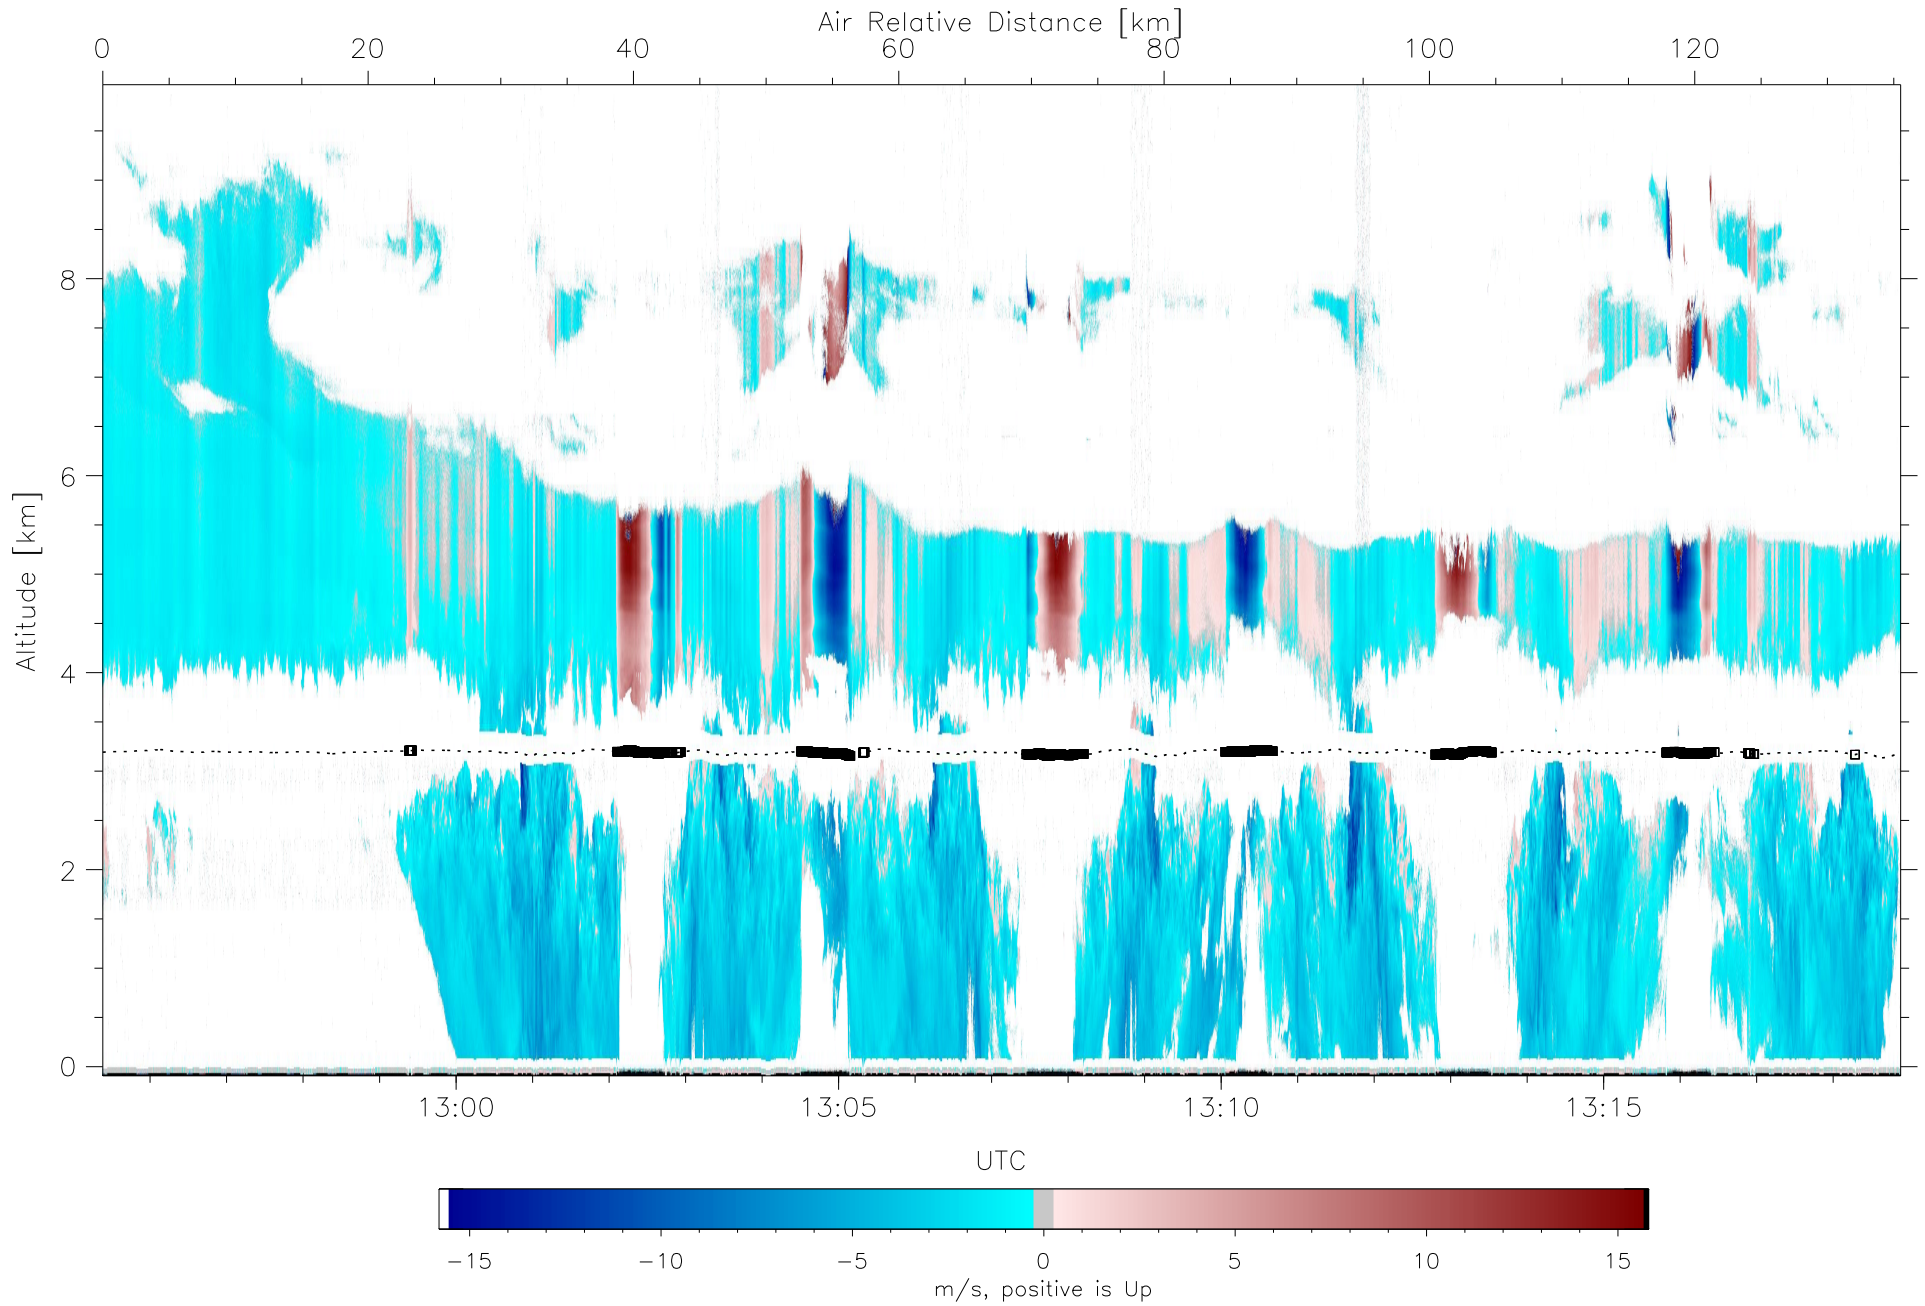 Air Relative Distance [km]
0 20 40 60 80 100 120
8
6
4
2
0
Altitude [km]
13:00 13:05 13:10 13:15
UTC
−15 −10 −5 0 5 10 15
m/s, positive is Up